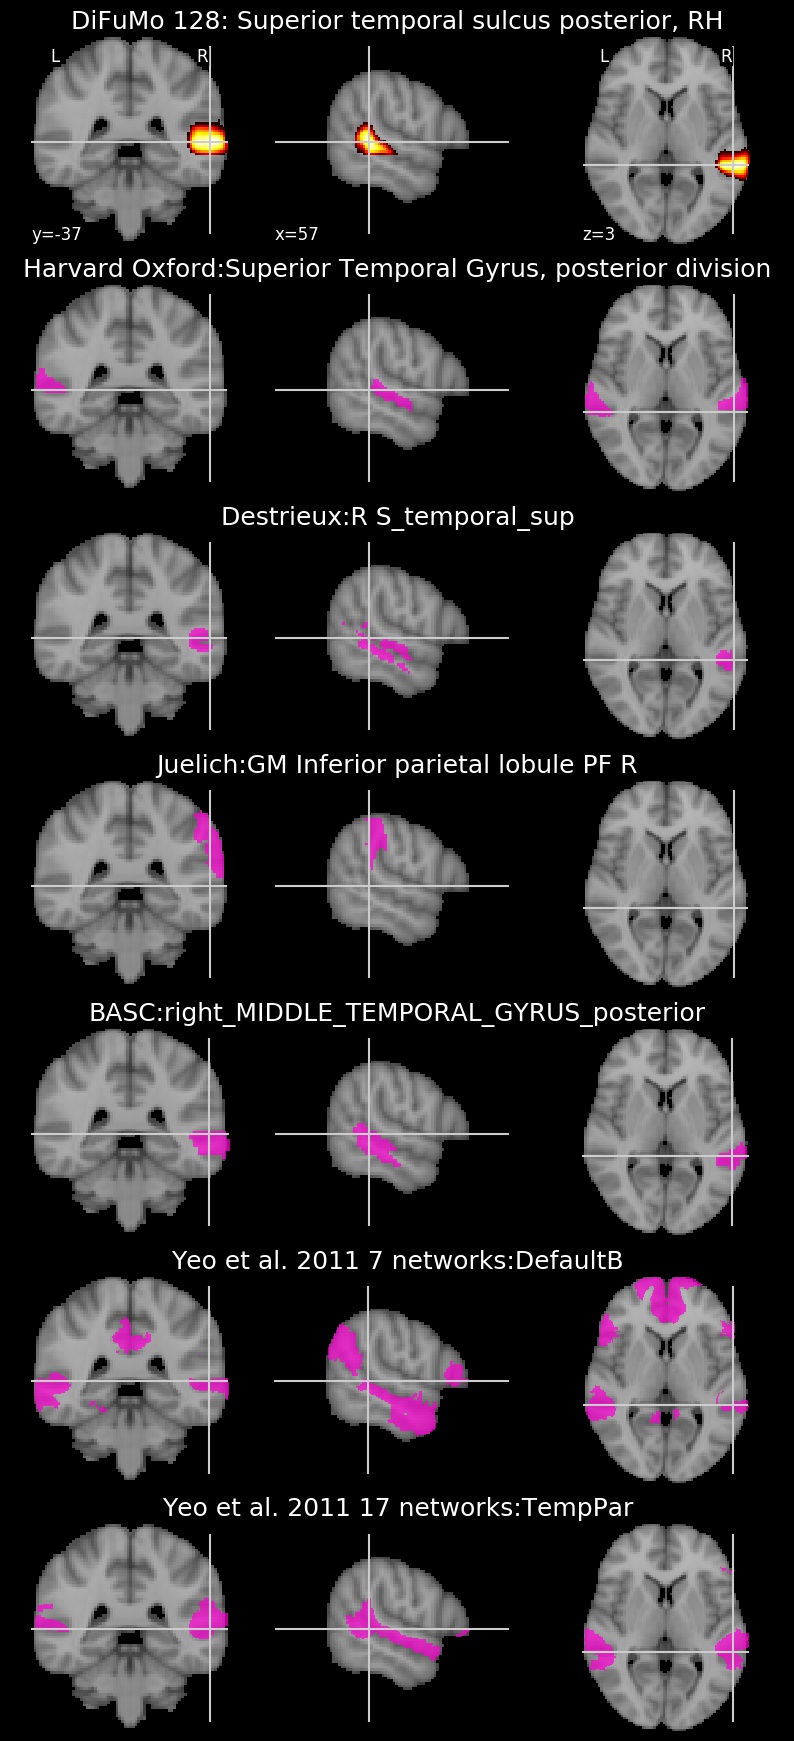 DiFuMo 128: Superior temporal sulcus posterior, RH
L R L R
y=-37 x=57 z=3
Harvard Oxford:Superior Temporal Gyrus, posterior division
Destrieux:R S_temporal_sup
Juelich:GM Inferior parietal lobule PF R
BASC:right_MIDDLE_TEMPORAL_GYRUS_posterior
Yeo et al. 2011 7 networks:DefaultB
Yeo et al. 2011 17 networks:TempPar